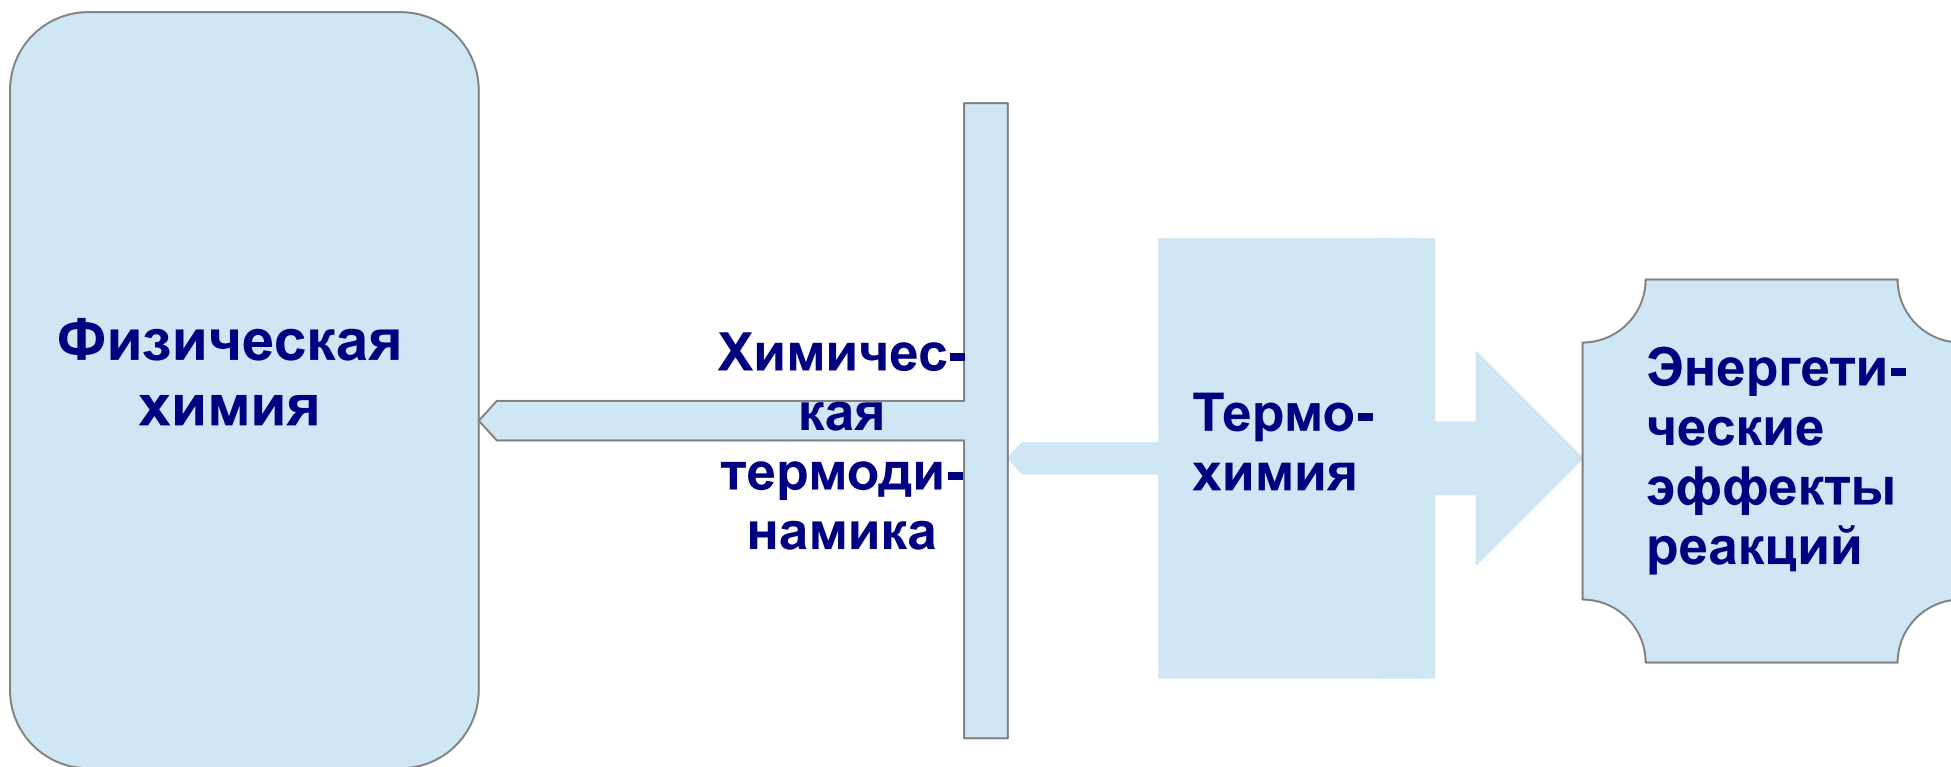 Физическая
химия
Химичес-
кая
термоди-
намика
Термо-
химия
Энергети-
ческие
эффекты
реакций